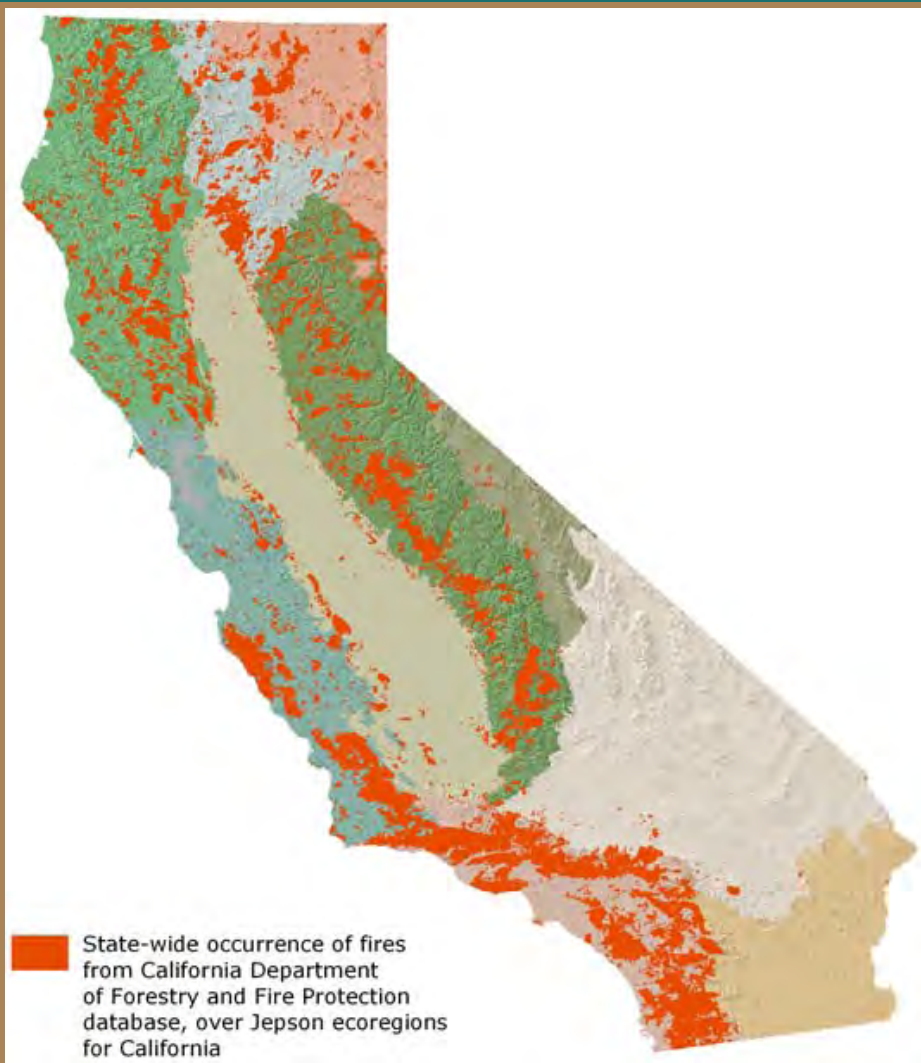 State-wide occurrence of fires
from California Department
of Forestry and Fire Protection
database, over Jepson ecoregions
for California